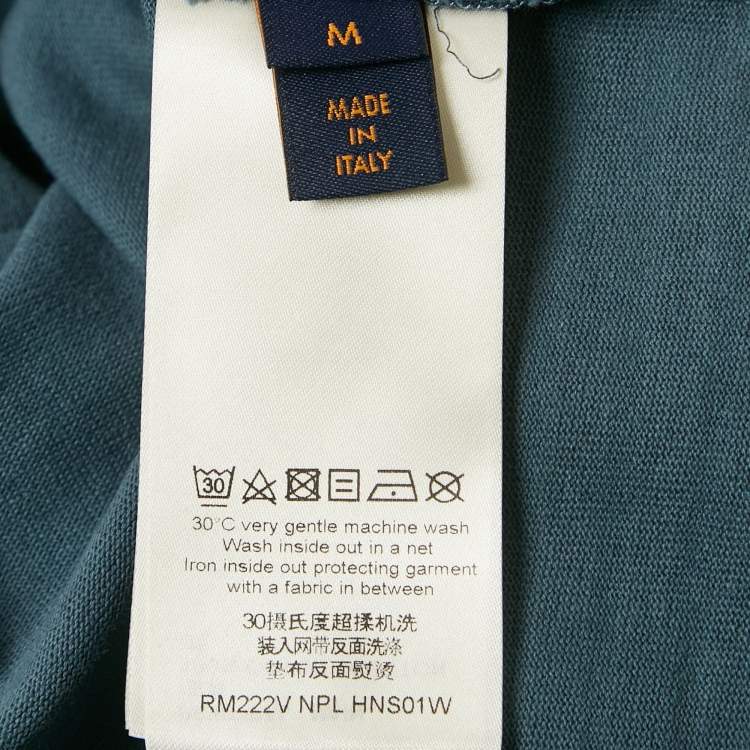 M
MADE
IN
ITALY
30
30°C very gentle machine wash
Wash inside out in a net
Iron inside out protecting garment
with a fabric in between
30摄氏度超揉机洗
装入网带反面洗涤
垫布反面熨烫
RM222V NPL HNS01W